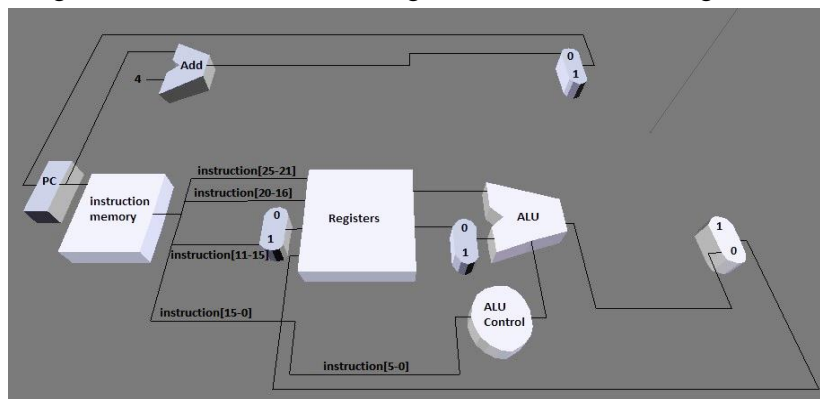 0
1
Add
4
instruction[25-21]
PC
instruction
memory
instruction[20-16]
0
1
Registers
0
1
ALU
1
0
instruction[11-15]
instruction[15-0]
ALU
Control
instruction[5-0]